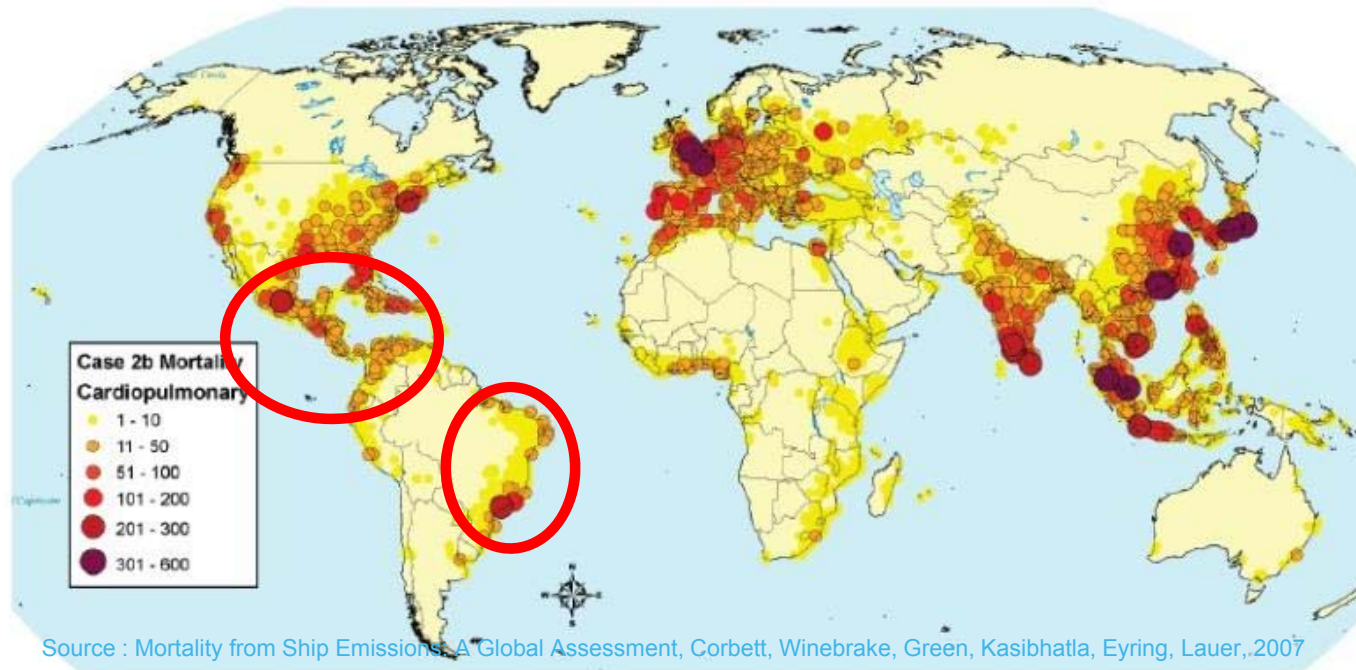 Case 2b Mortality
Cardiopulmonary
1 - 10
11 - 50
51 - 100
101 - 200
201 - 300
301 - 600
N
W E
S
Source : Mortality from Ship Emissions: A Global Assessment, Corbett, Winebrake, Green, Kasibhatla, Eyring, Lauer, 2007